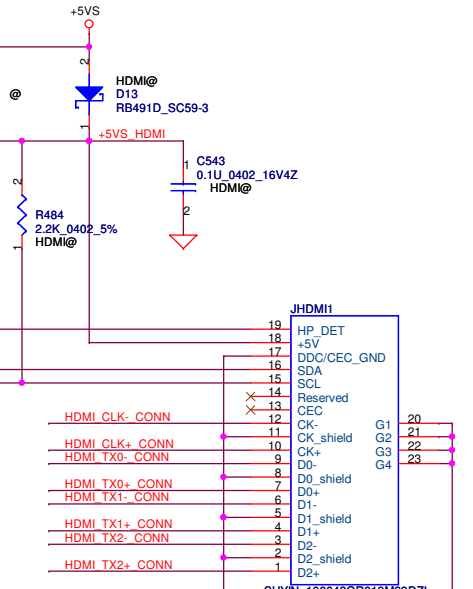 +5VS
2
HDMI@
@
D13
RB491D_SC59-3
1
+5VS_HDMI
1
C543
0.1U_0402_16V4Z
HDMI@
2
2
R484
2.2K_0402_5%
HDMI@
1
JHDMI1
19 HP_DET
18 +5V
17 DDC/CEC_GND
16 SDA
15 SCL
14 Reserved
13 CEC
HDMI_CLK-_CONN 12 CK- G1 20
11 CK_shield G2 21
HDMI_CLK+_CONN 10 CK+ G3 22
HDMI_TX0-_CONN 9 D0- G4 23
8 D0_shield
HDMI_TX0+_CONN 7 D0+
HDMI_TX1-_CONN 6 D1-
5 D1_shield
HDMI_TX1+_CONN 4 D1+
HDMI_TX2-_CONN 3 D2-
2 D2_shield
HDMI_TX2+_CONN 1 D2+